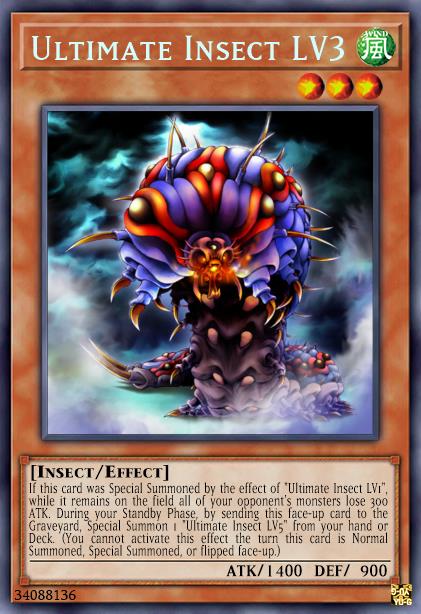 ULTIMATE INSECT LV3
WIND
風
[INSECT/EFFECT]
If this card was Special Summoned by the effect of "Ultimate Insect LV1",
while it remains on the field all of your opponent's monsters lose 300
ATK. During your Standby Phase, by sending this face-up card to the
Graveyard, Special Summon 1 "Ultimate Insect LV5" from your hand or
Deck. (You cannot activate this effect the turn this card is Normal
Summoned, Special Summoned, or flipped face-up.)
ATK/1400 DEF/ 900
34088136